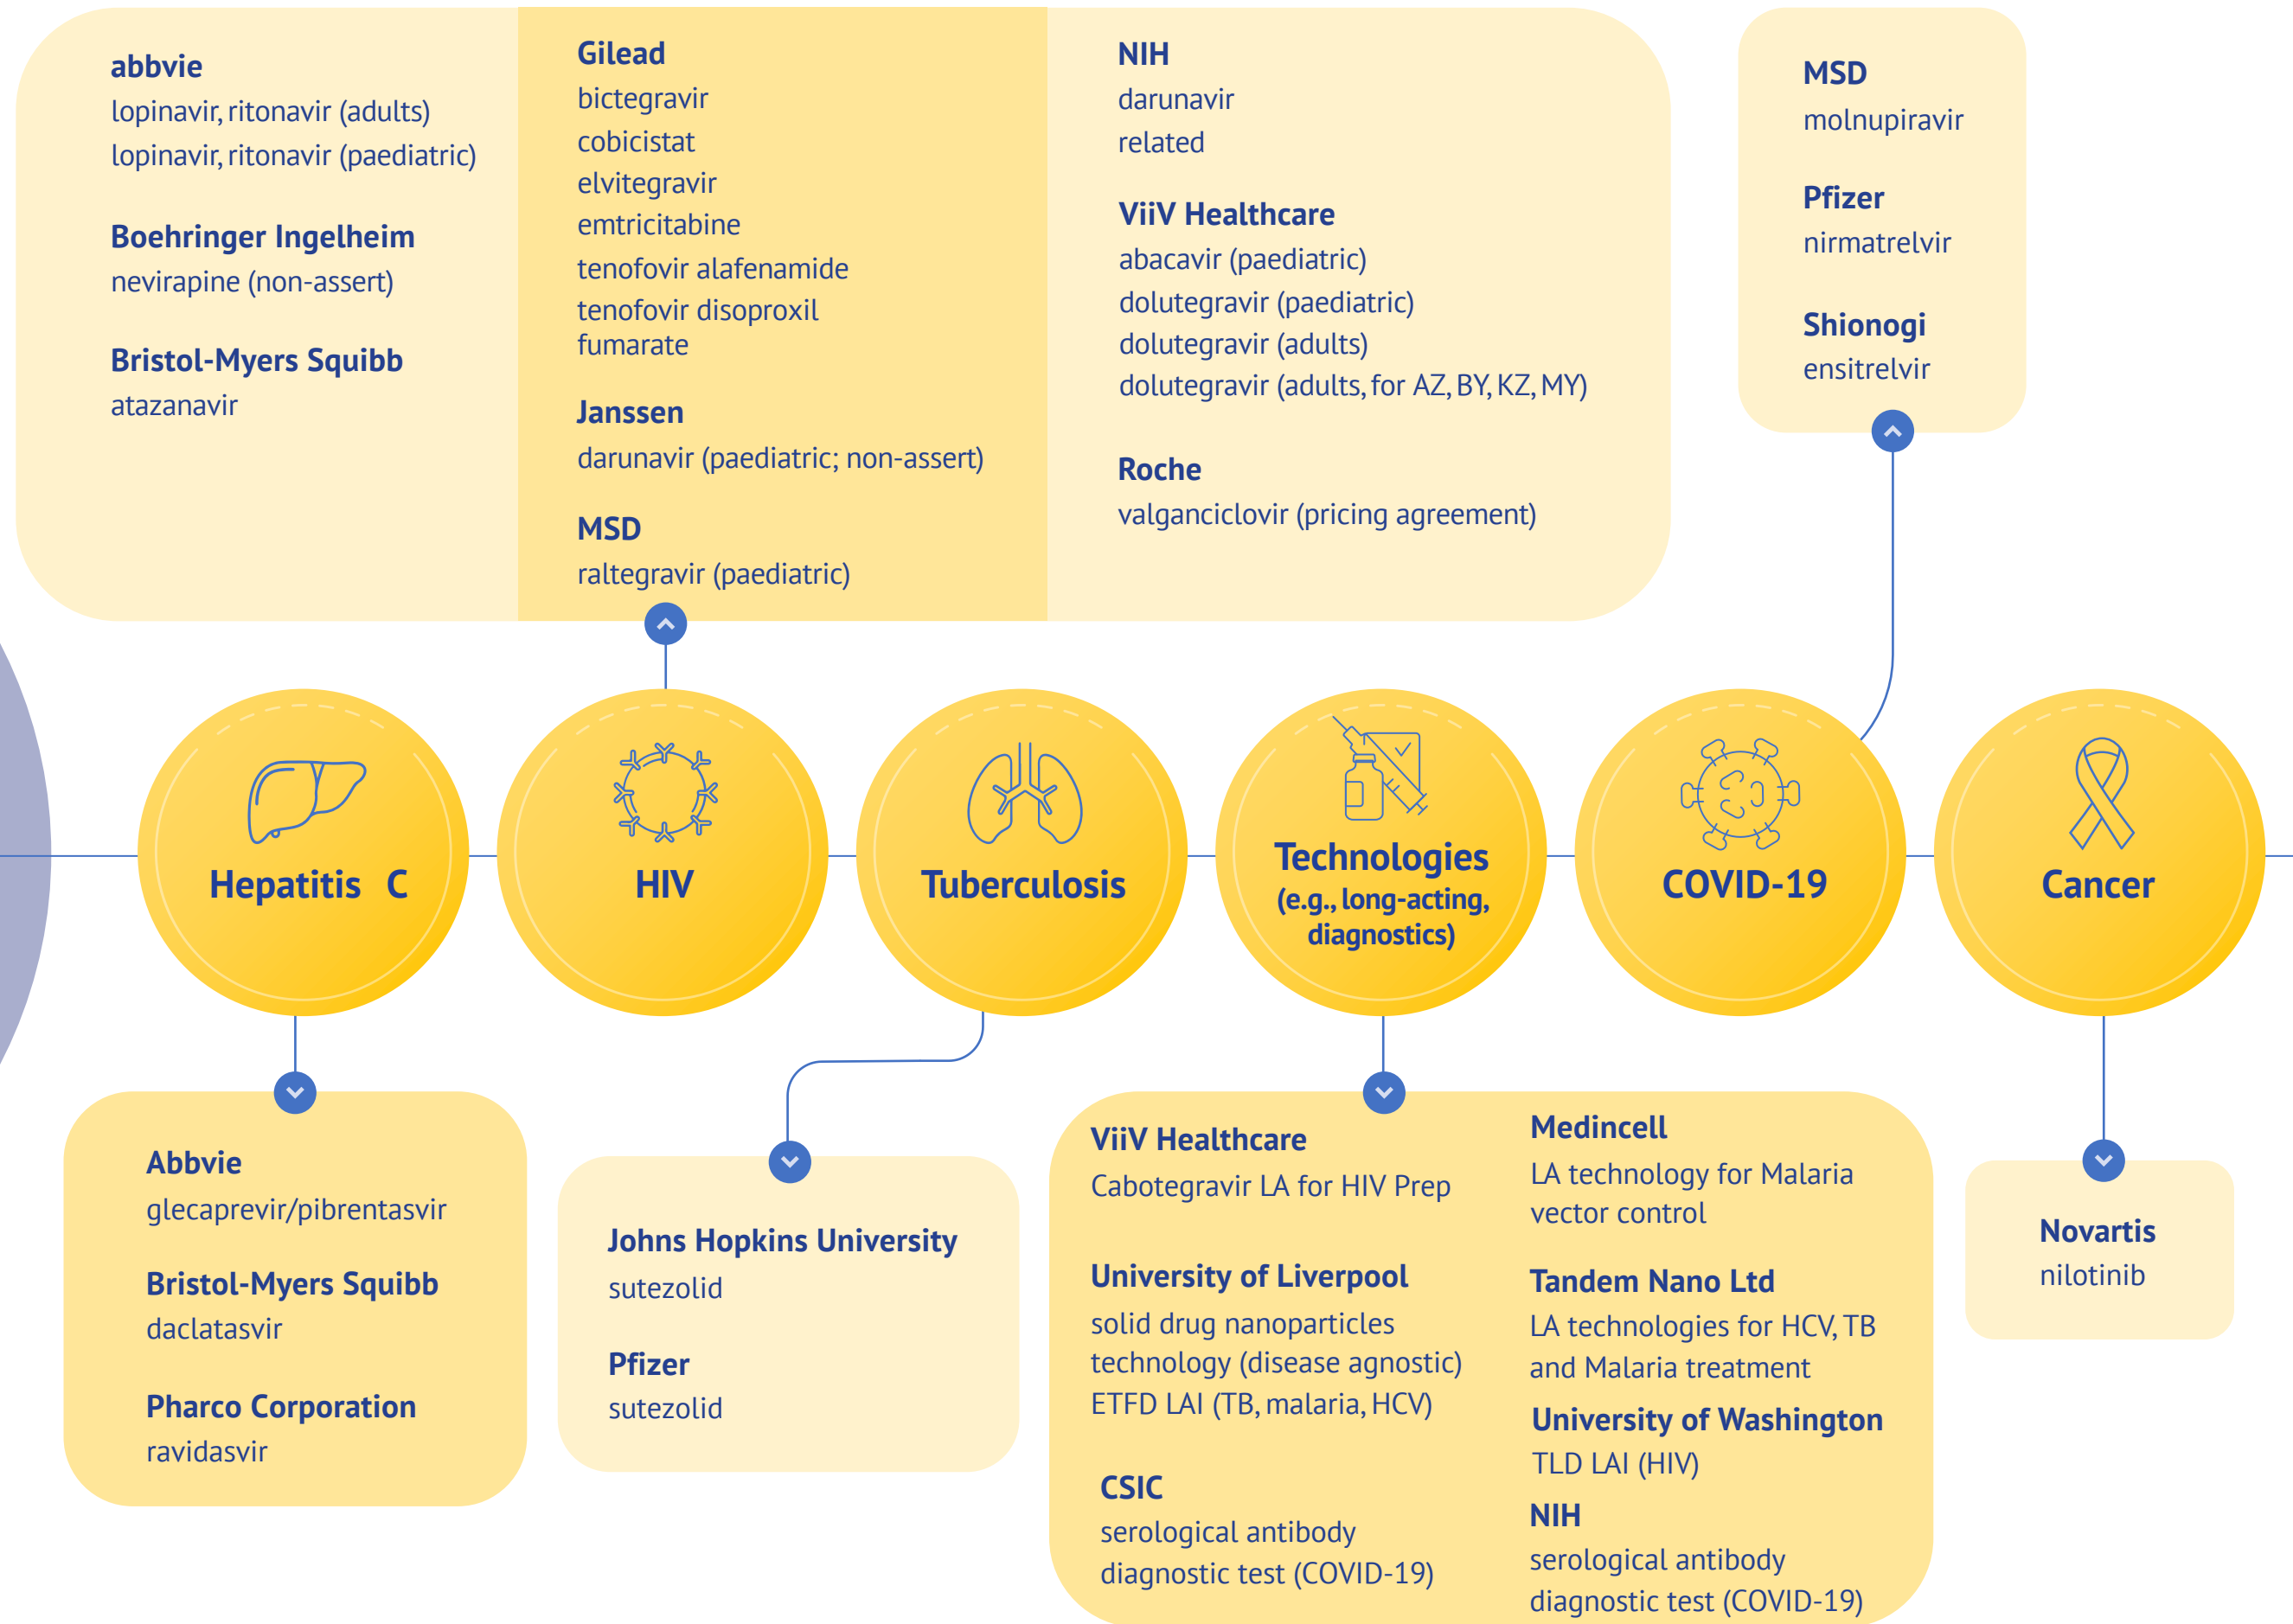 abbvie
lopinavir, ritonavir (adults)
lopinavir, ritonavir (paediatric)
Boehringer Ingelheim
nevirapine (non-assert)
Bristol-Myers Squibb
atazanavir
Gilead
bictegravir
cobicistat
elvitegravir
emtricitabine
tenofovir alafenamide
tenofovir disoproxil
fumarate
Janssen
darunavir (paediatric; non-assert)
MSD
raltegravir (paediatric)
NIH
darunavir
related
ViiV Healthcare
abacavir (paediatric)
dolutegravir (paediatric)
dolutegravir (adults)
dolutegravir (adults, for AZ, BY, KZ, MY)
Roche
valganciclovir (pricing agreement)
MSD
molnupiravir
Pfizer
nirmatrelvir
Shionogi
ensitrelvir
Hepatitis C
HIV
Tuberculosis
Technologies
(e.g., long-acting,
diagnostics)
COVID-19
Cancer
Abbvie
glecaprevir/pibrentasvir
Bristol-Myers Squibb
daclatasvir
Pharco Corporation
ravidasvir
Johns Hopkins University
sutezolid
Pfizer
sutezolid
ViiV Healthcare
Cabotegravir LA for HIV Prep
University of Liverpool
solid drug nanoparticles
technology (disease agnostic)
ETFD LAI (TB, malaria, HCV)
CSIC
serological antibody
diagnostic test (COVID-19)
Medincell
LA technology for Malaria
vector control
Tandem Nano Ltd
LA technologies for HCV, TB
and Malaria treatment
University of Washington
TLD LAI (HIV)
NIH
serological antibody
diagnostic test (COVID-19)
Novartis
nilotinib